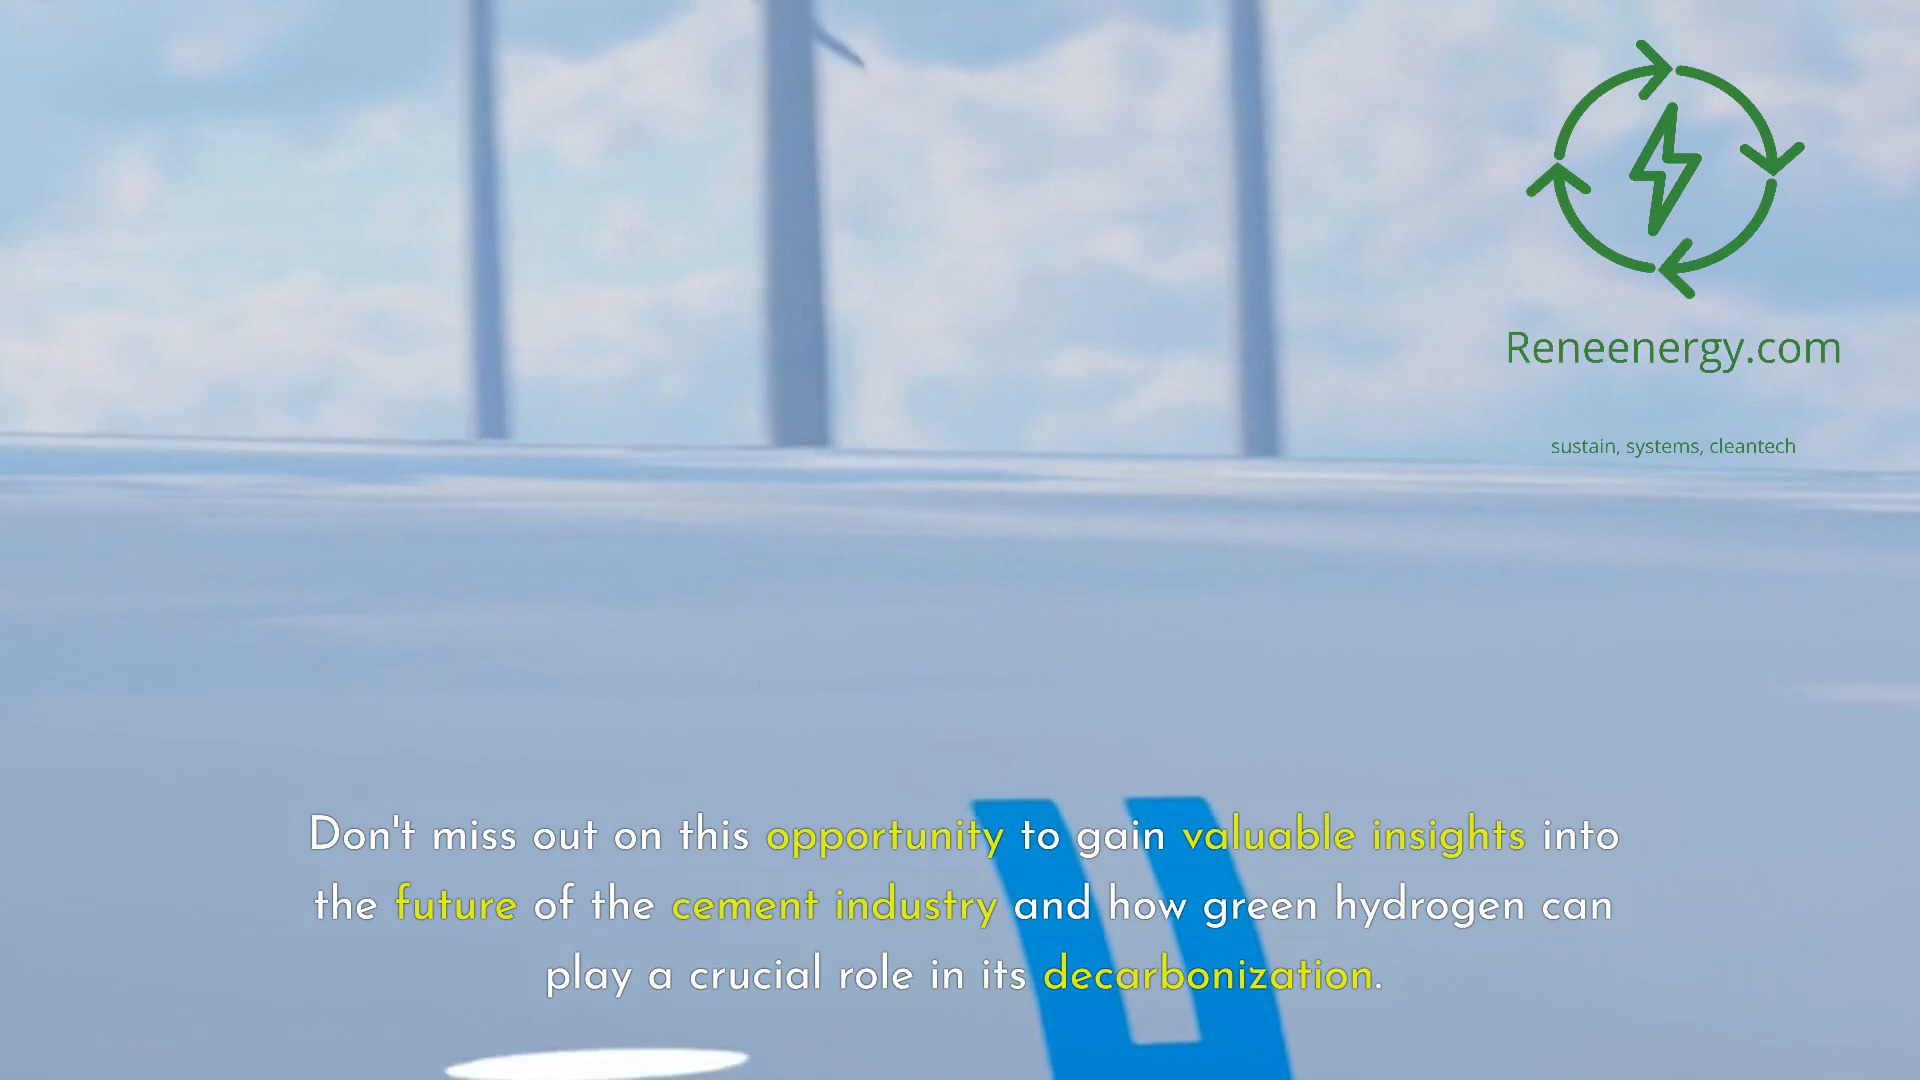 Reneenergy.com
sustain, systems, cleantech
Don't miss out on this opportunity to gain valuable insights into
the future of the cement industry and how green hydrogen can
play a crucial role in its decarbonization.